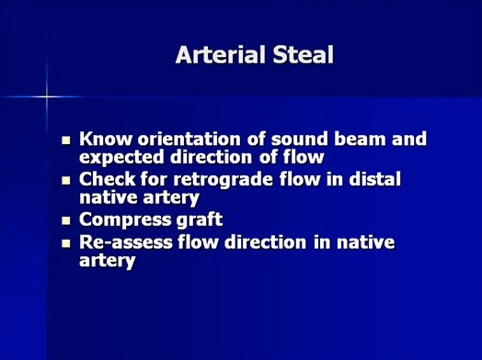 Arterial Steal
Know orientation of sound beam and
expected direction of flow
Check for retrograde flow in distal
native artery
Compress graft
Re-assess flow direction in native
artery